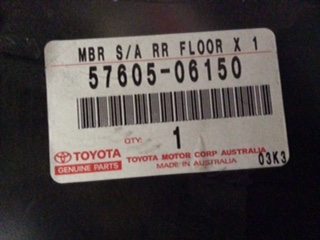 MBR S/A RR FLOOR X 1
57605-06150
QTY. 1
TOYOTA
GENUINE PARTS
TOYOTA MOTOR CORP AUSTRALIA
MADE IN AUSTRALIA
03K3